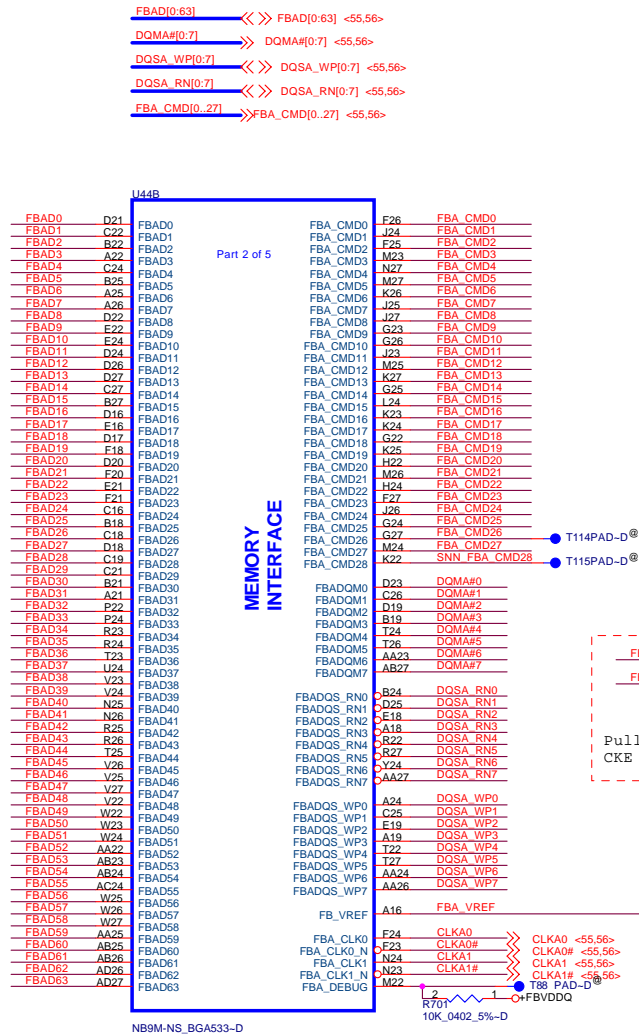 FBAD[0:63] FBAD[0:63] <55,56>
DQMA#[0:7] DQMA#[0:7] <55,56>
DQSA_WP[0:7] DQSA_WP[0:7] <55,56>
DQSA_RN[0:7] DQSA_RN[0:7] <55,56>
FBA_CMD[0..27] FBA_CMD[0..27] <55,56>
U44B
Part 2 of 5
MEMORY
INTERFACE
FBAD0 D21 FBAD0
FBAD1 C22 FBAD1
FBAD2 B22 FBAD2
FBAD3 A22 FBAD3
FBAD4 C24 FBAD4
FBAD5 B25 FBAD5
FBAD6 A25 FBAD6
FBAD7 A26 FBAD7
FBAD8 D22 FBAD8
FBAD9 E22 FBAD9
FBAD10 E24 FBAD10
FBAD11 D24 FBAD11
FBAD12 D26 FBAD12
FBAD13 D27 FBAD13
FBAD14 C27 FBAD14
FBAD15 B27 FBAD15
FBAD16 D16 FBAD16
FBAD17 E16 FBAD17
FBAD18 D17 FBAD18
FBAD19 F18 FBAD19
FBAD20 D20 FBAD20
FBAD21 F20 FBAD21
FBAD22 E21 FBAD22
FBAD23 F21 FBAD23
FBAD24 C16 FBAD24
FBAD25 B18 FBAD25
FBAD26 C18 FBAD26
FBAD27 D18 FBAD27
FBAD28 C19 FBAD28
FBAD29 C21 FBAD29
FBAD30 B21 FBAD30
FBAD31 A21 FBAD31
FBAD32 P22 FBAD32
FBAD33 P24 FBAD33
FBAD34 R23 FBAD34
FBAD35 R24 FBAD35
FBAD36 T23 FBAD36
FBAD37 U24 FBAD37
FBAD38 V23 FBAD38
FBAD39 V24 FBAD39
FBAD40 N25 FBAD40
FBAD41 N26 FBAD41
FBAD42 R25 FBAD42
FBAD43 R26 FBAD43
FBAD44 T25 FBAD44
FBAD45 V26 FBAD45
FBAD46 V25 FBAD46
FBAD47 V27 FBAD47
FBAD48 V22 FBAD48
FBAD49 W22 FBAD49
FBAD50 W23 FBAD50
FBAD51 W24 FBAD51
FBAD52 AA22 FBAD52
FBAD53 AB23 FBAD53
FBAD54 AB24 FBAD54
FBAD55 AC24 FBAD55
FBAD56 W25 FBAD56
FBAD57 W26 FBAD57
FBAD58 W27 FBAD58
FBAD59 AA25 FBAD59
FBAD60 AB25 FBAD60
FBAD61 AB26 FBAD61
FBAD62 AD26 FBAD62
FBAD63 AD27 FBAD63
FBA_CMD0 F26 FBA_CMD0
FBA_CMD1 J24 FBA_CMD1
FBA_CMD2 F25 FBA_CMD2
FBA_CMD3 M23 FBA_CMD3
FBA_CMD4 N27 FBA_CMD4
FBA_CMD5 M27 FBA_CMD5
FBA_CMD6 K26 FBA_CMD6
FBA_CMD7 J25 FBA_CMD7
FBA_CMD8 J27 FBA_CMD8
FBA_CMD9 G23 FBA_CMD9
FBA_CMD10 G26 FBA_CMD10
FBA_CMD11 J23 FBA_CMD11
FBA_CMD12 M25 FBA_CMD12
FBA_CMD13 K27 FBA_CMD13
FBA_CMD14 G25 FBA_CMD14
FBA_CMD15 L24 FBA_CMD15
FBA_CMD16 K23 FBA_CMD16
FBA_CMD17 K24 FBA_CMD17
FBA_CMD18 G22 FBA_CMD18
FBA_CMD19 K25 FBA_CMD19
FBA_CMD20 H22 FBA_CMD20
FBA_CMD21 M26 FBA_CMD21
FBA_CMD22 H24 FBA_CMD22
FBA_CMD23 F27 FBA_CMD23
FBA_CMD24 J26 FBA_CMD24
FBA_CMD25 G24 FBA_CMD25
FBA_CMD26 G27 FBA_CMD26 T114PAD~D @
FBA_CMD27 M24 FBA_CMD27
FBA_CMD28 K22 SNN_FBA_CMD28 T115PAD~D @
FBADQM0 D23 DQMA#0
FBADQM1 C26 DQMA#1
FBADQM2 D19 DQMA#2
FBADQM3 B19 DQMA#3
FBADQM4 T24 DQMA#4
FBADQM5 T26 DQMA#5
FBADQM6 AA23 DQMA#6
FBADQM7 AB27 DQMA#7
FBADQS_RN0 B24 DQSA_RN0
FBADQS_RN1 D25 DQSA_RN1
FBADQS_RN2 E18 DQSA_RN2
FBADQS_RN3 A18 DQSA_RN3
FBADQS_RN4 R22 DQSA_RN4
FBADQS_RN5 R27 DQSA_RN5
FBADQS_RN6 Y24 DQSA_RN6
FBADQS_RN7 AA27 DQSA_RN7
FBADQS_WP0 A24 DQSA_WP0
FBADQS_WP1 C25 DQSA_WP1
FBADQS_WP2 E19 DQSA_WP2
FBADQS_WP3 A19 DQSA_WP3
FBADQS_WP4 T22 DQSA_WP4
FBADQS_WP5 T27 DQSA_WP5
FBADQS_WP6 AA24 DQSA_WP6
FBADQS_WP7 AA26 DQSA_WP7
FB_VREF A16 FBA_VREF
FBA_CLK0 F24 CLKA0 CLKA0 <55,56>
FBA_CLK0_N F23 CLKA0# CLKA0# <55,56>
FBA_CLK1 N24 CLKA1 CLKA1 <55,56>
FBA_CLK1_N N23 CLKA1# CLKA1# <55,56>
FBA_DEBUG M22 T88 PAD~D @
2 1 +FBVDDQ
R701
10K_0402_5%~D
NB9M-NS_BGA533~D
Pull
CKE